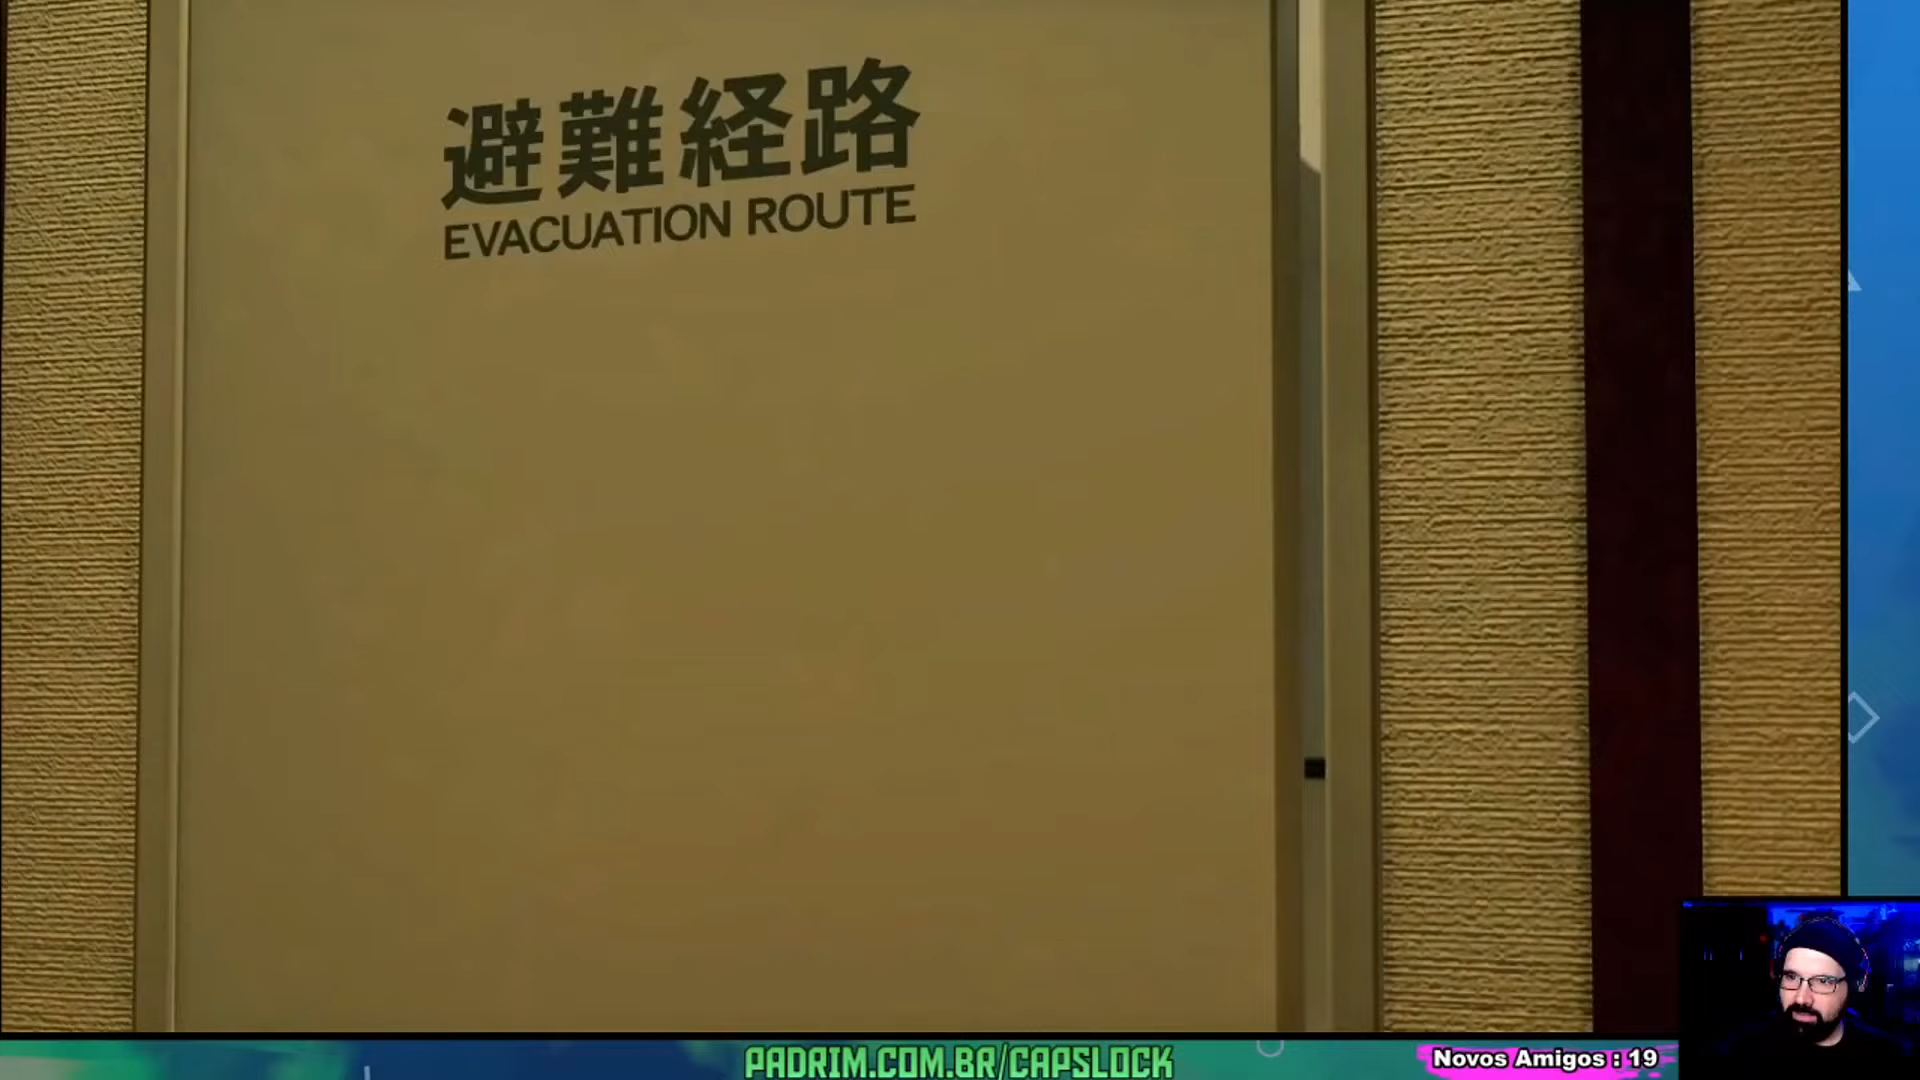 避難経路
EVACUATION ROUTE
PADRIM.COM.BR/CAPSLOCK
Novos Amigos : 19